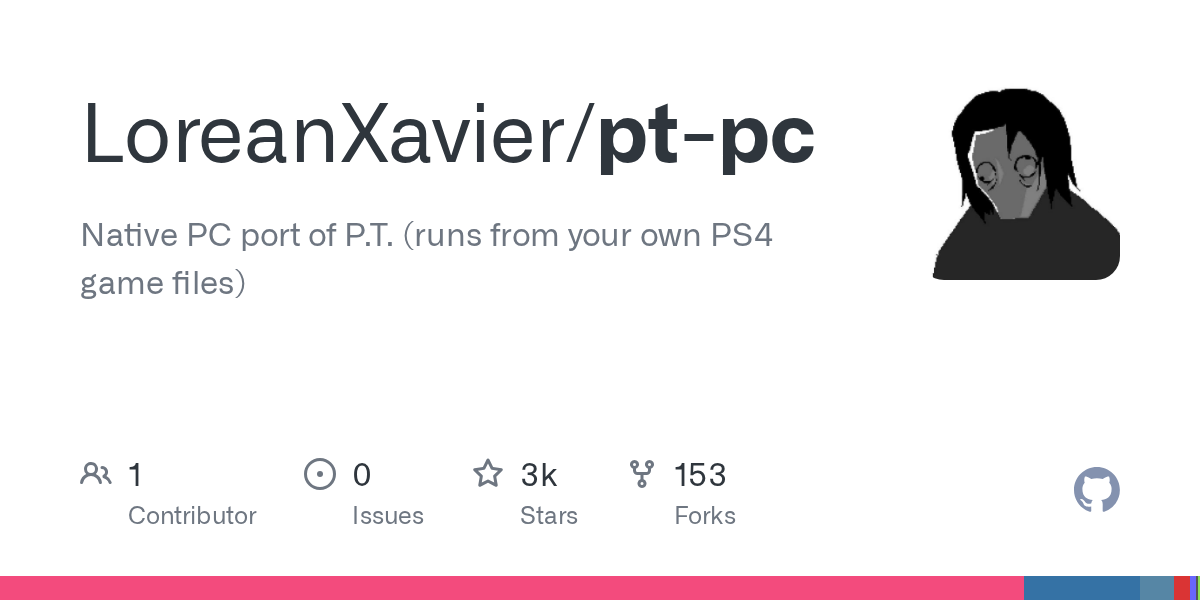 LoreanXavier/pt-pc
Native PC port of P.T. (runs from your own PS4
game files)
1
Contributor
0
Issues
3k
Stars
153
Forks